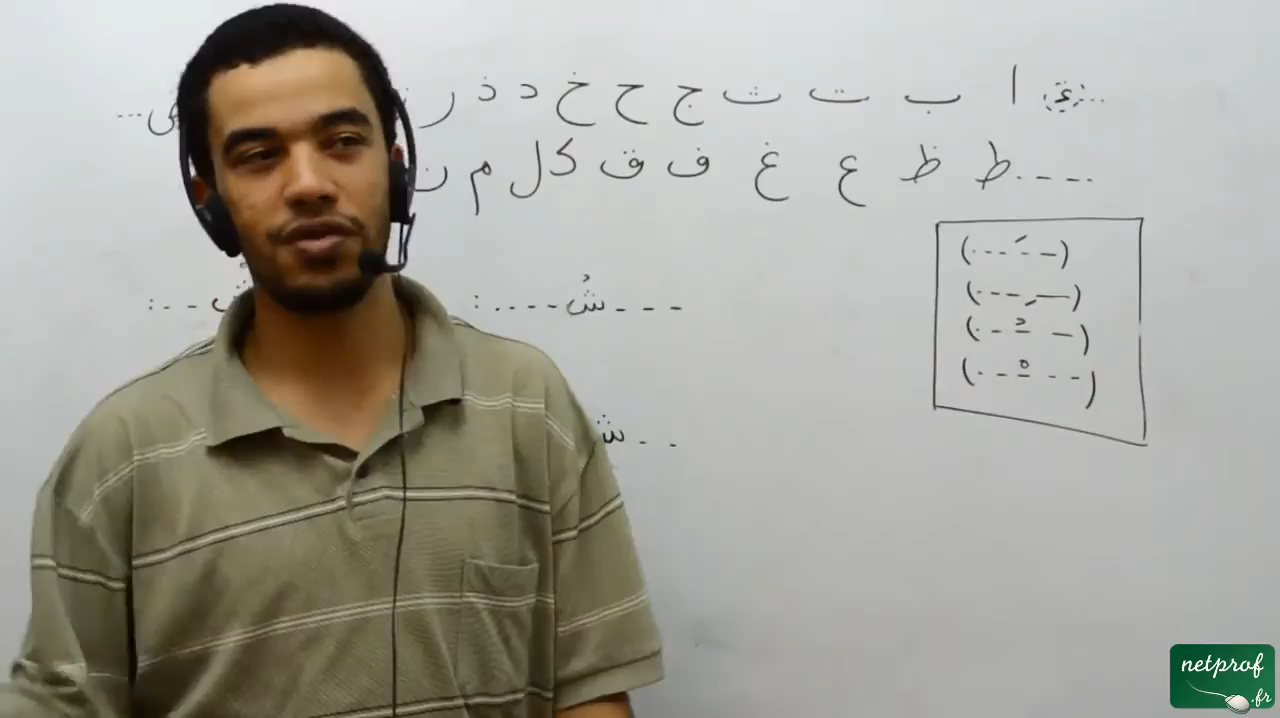 ...ء ا ب ت ث ج ح خ د ذ ر ... ي...
....ط ظ ع غ ف ق ك ل م ن
---شُ----:
ش--:
--ش
(--- َ -)
(--- ِ -)
(-- ُ -)
(-- ْ --)
netprof
.fr